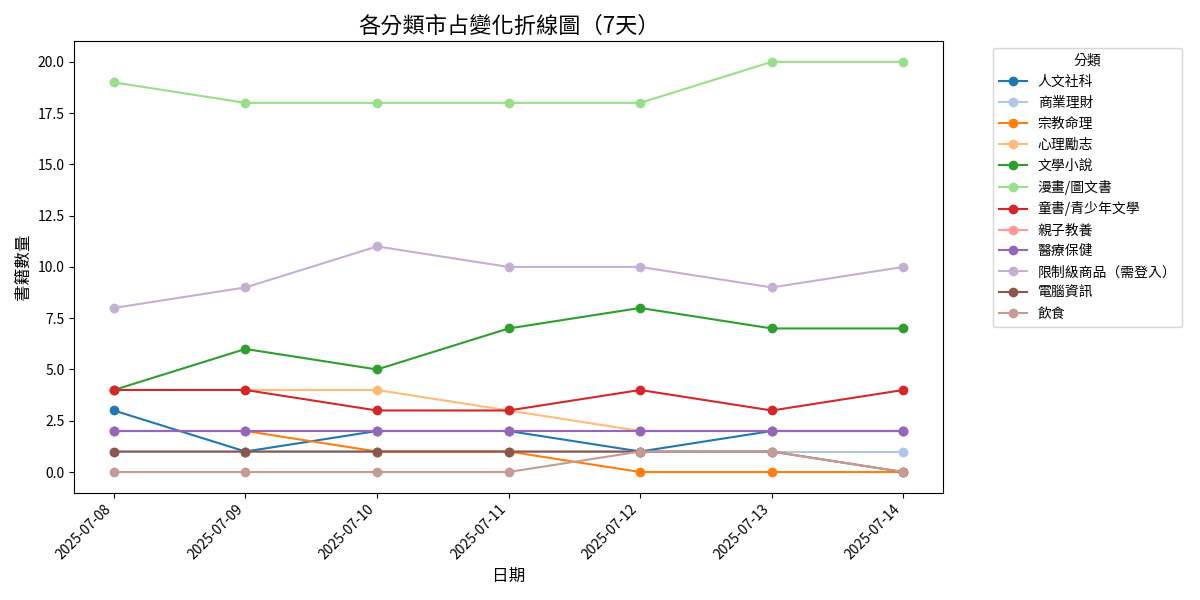 各分類市占變化折線圖（7天）
書籍數量
20.0
17.5
15.0
12.5
10.0
7.5
5.0
2.5
0.0
2025-07-08
2025-07-09
2025-07-10
2025-07-11
2025-07-12
2025-07-13
2025-07-14
日期
分類
人文社科
商業理財
宗教命理
心理勵志
文學小說
漫畫/圖文書
童書/青少年文學
親子教養
醫療保健
限制級商品（需登入）
電腦資訊
飲食